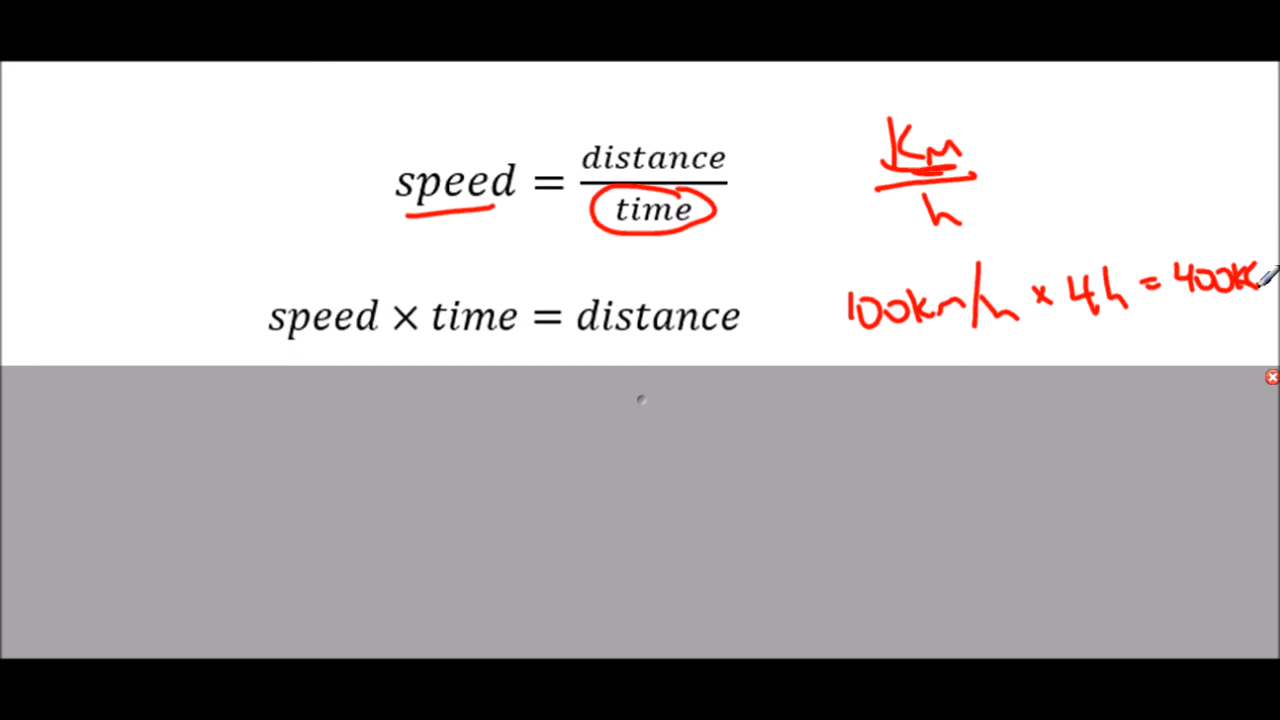 speed = distance / time
Km / h
speed × time = distance
100km/h × 4h = 400k